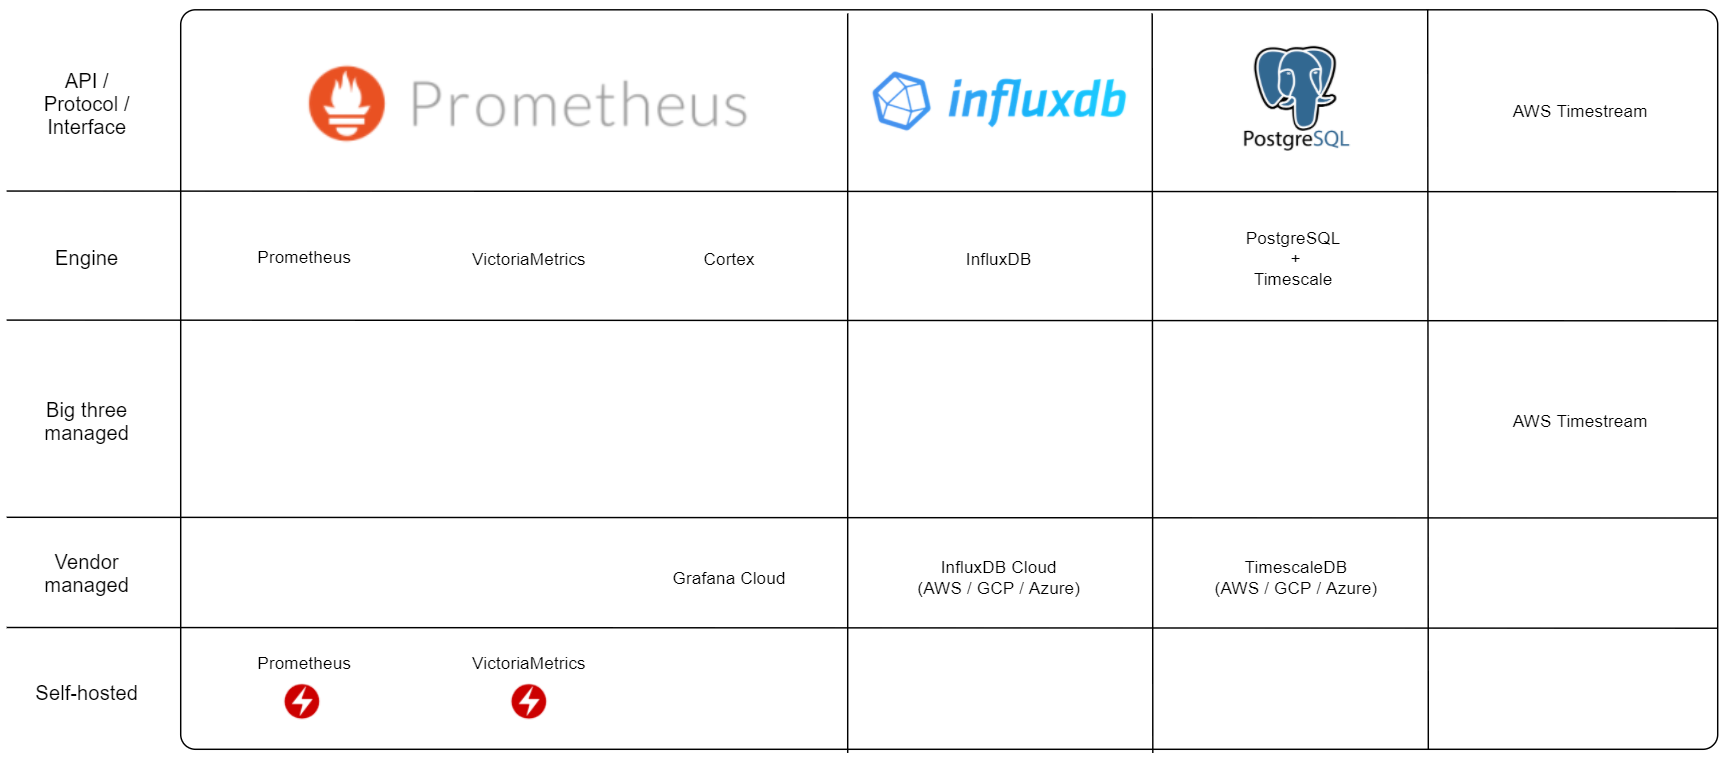 API /
Protocol /
Interface
Prometheus
influxdb
PostgreSQL
AWS Timestream
Engine
Prometheus
VictoriaMetrics
Cortex
InfluxDB
PostgreSQL
+
Timescale
Big three
managed
AWS Timestream
Vendor
managed
Grafana Cloud
InfluxDB Cloud
(AWS / GCP / Azure)
TimescaleDB
(AWS / GCP / Azure)
Self-hosted
Prometheus
VictoriaMetrics